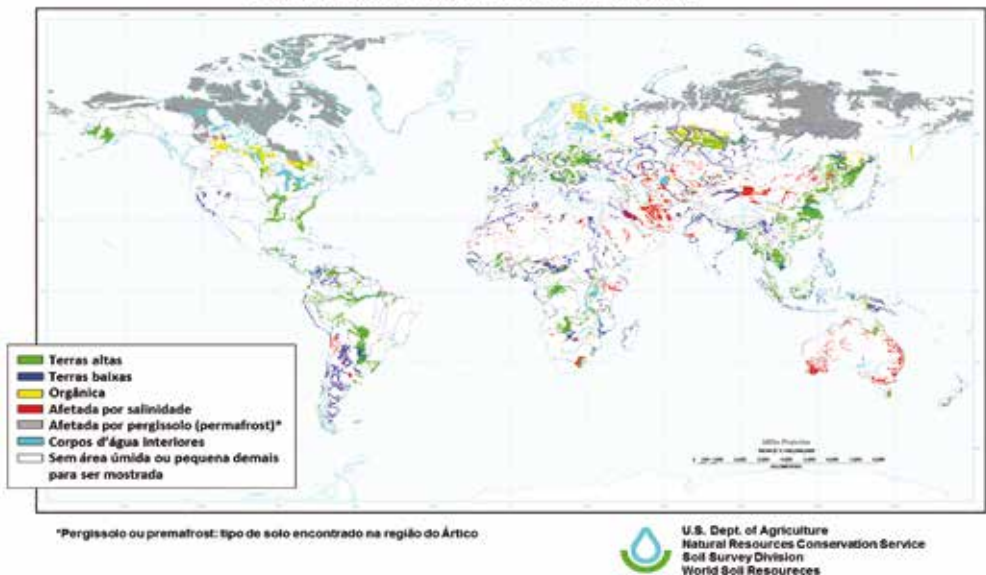 Terras altas
Terras baixas
Orgânica
Afetada por salinidade
Afetada por pergissolo (permafrost)*
Corpos d'água interiores
Sem área úmida ou pequena demais
para ser mostrada
*Pergissolo ou premafrost: tipo de solo encontrado na região do Ártico
U.S. Dept. of Agriculture
Natural Resources Conservation Service
Soil Survey Division
World Soil Resoureces